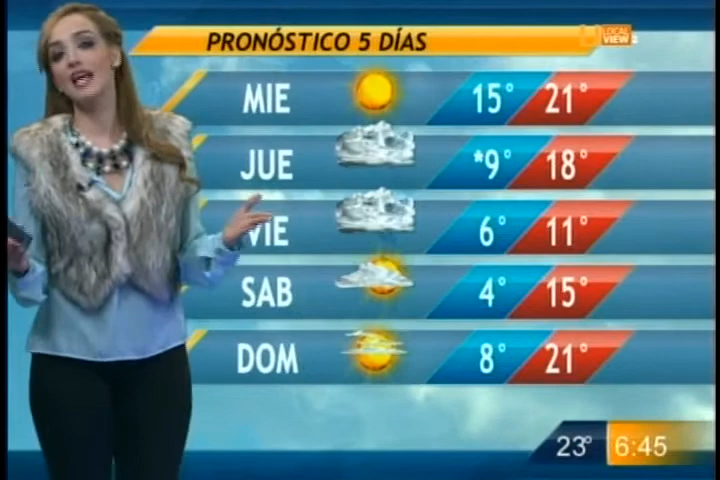 PRONÓSTICO 5 DÍAS
LOCAL
VIEW
MIE 15° 21°
JUE *9° 18°
VIE 6° 11°
SAB 4° 15°
DOM 8° 21°
23° 6:45